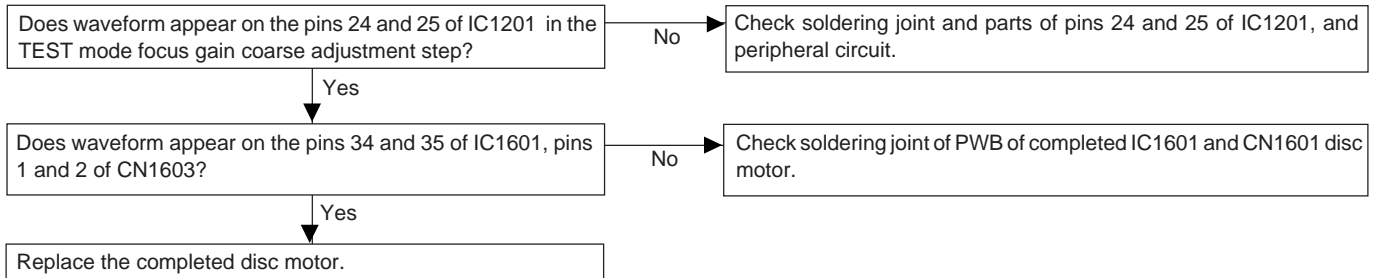 Does waveform appear on the pins 24 and 25 of IC1201 in the
TEST mode focus gain coarse adjustment step?
No
Check soldering joint and parts of pins 24 and 25 of IC1201, and
peripheral circuit.
Yes
Does waveform appear on the pins 34 and 35 of IC1601, pins
1 and 2 of CN1603?
No
Check soldering joint of PWB of completed IC1601 and CN1601 disc
motor.
Yes
Replace the completed disc motor.